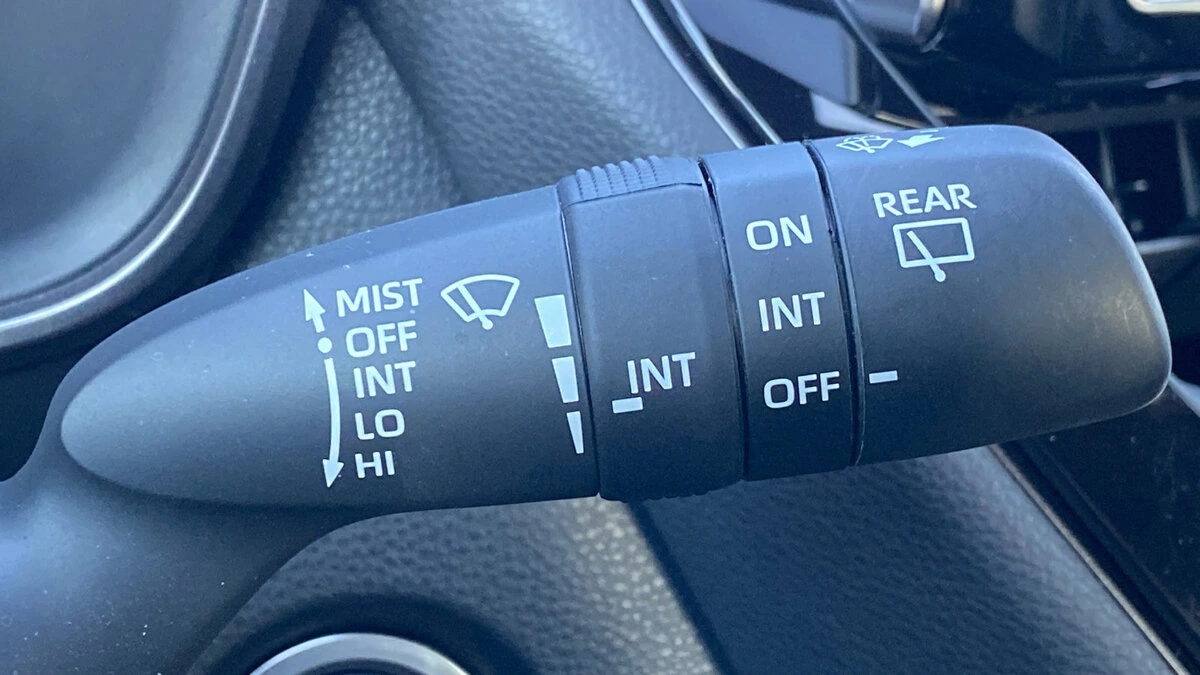 MIST
OFF
INT
LO
HI
INT
ON
INT
OFF
REAR